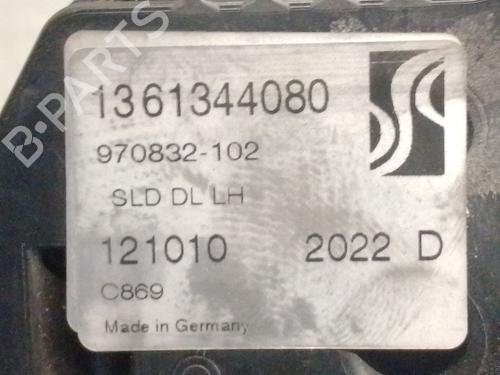 B-PARTS
1361344080
970832-102
SLD DL LH
121010 2022 D
C869
Made in Germany